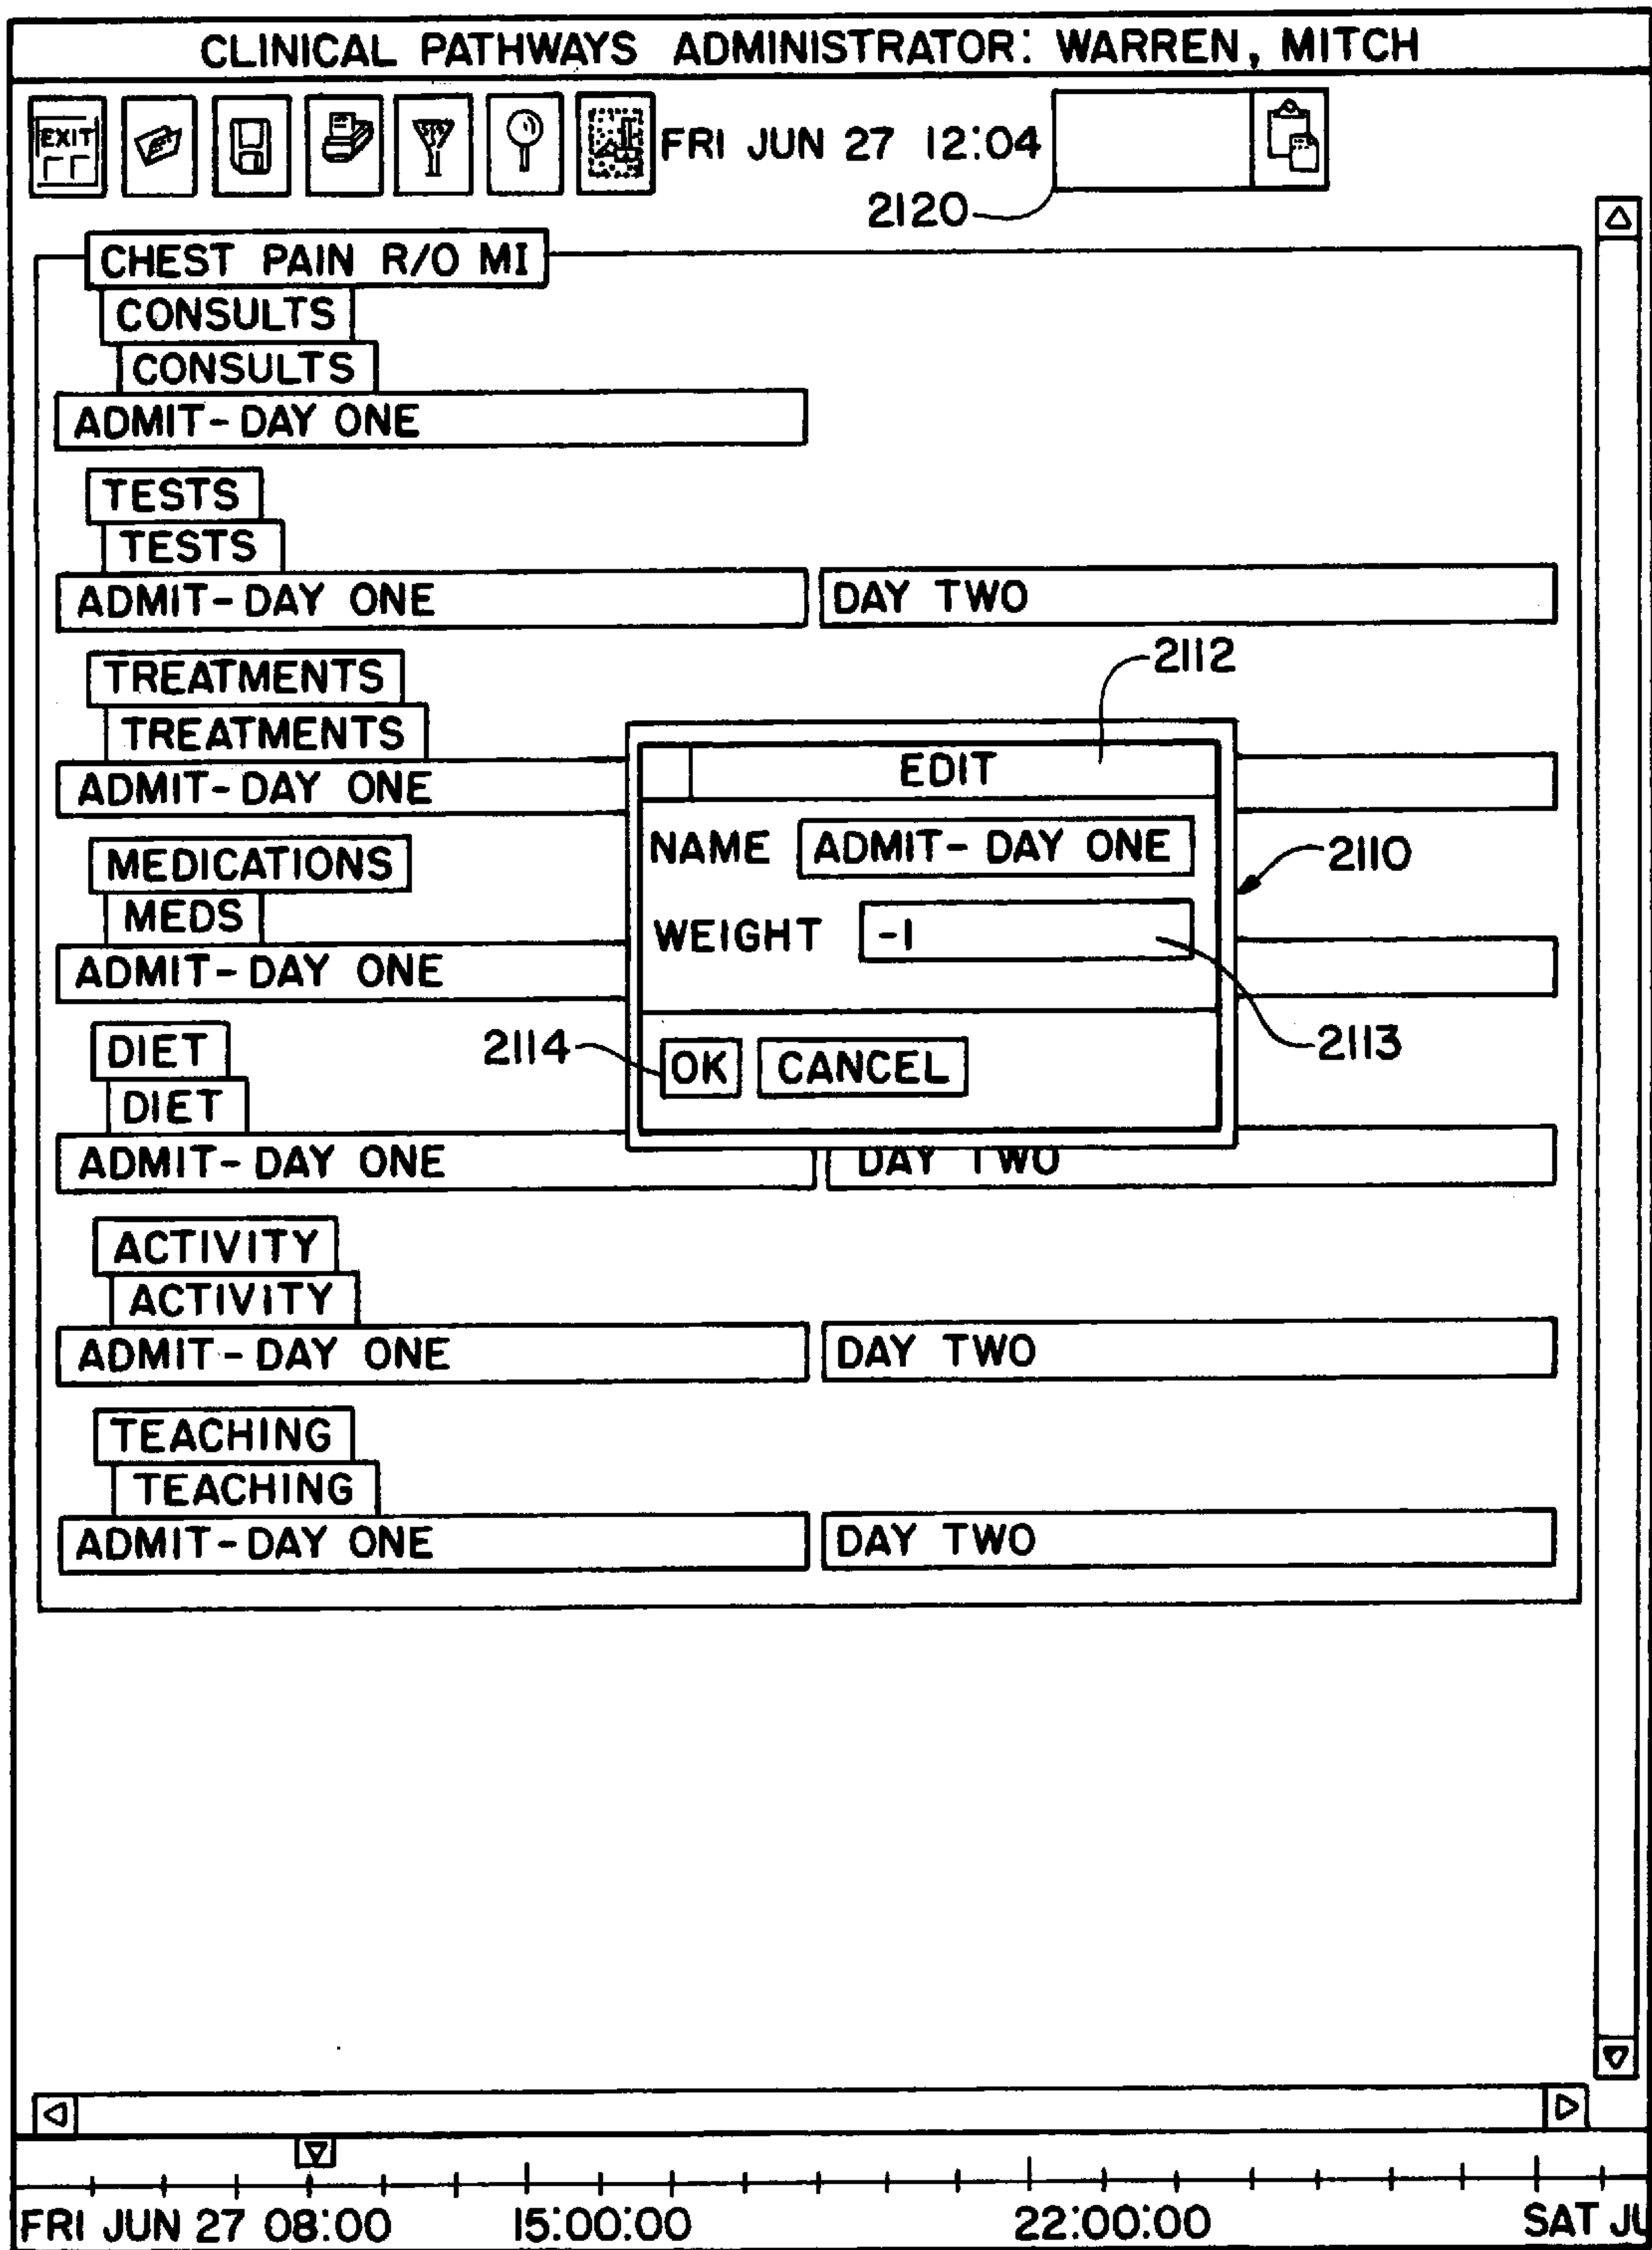 CLINICAL PATHWAYS ADMINISTRATOR: WARREN, MITCH
EXIT
FRI JUN 27 12:04
2120
CHEST PAIN R/O MI
CONSULTS
CONSULTS
ADMIT-DAY ONE
TESTS
TESTS
ADMIT-DAY ONE DAY TWO
2112
TREATMENTS
TREATMENTS
ADMIT-DAY ONE
EDIT
NAME ADMIT-DAY ONE
2110
MEDICATIONS
MEDS
WEIGHT -1
ADMIT-DAY ONE
2113
2114
OK CANCEL
DIET
DIET
ADMIT-DAY ONE DAY TWO
ACTIVITY
ACTIVITY
ADMIT-DAY ONE DAY TWO
TEACHING
TEACHING
ADMIT-DAY ONE DAY TWO
FRI JUN 27 08:00 15:00:00 22:00:00 SAT JU